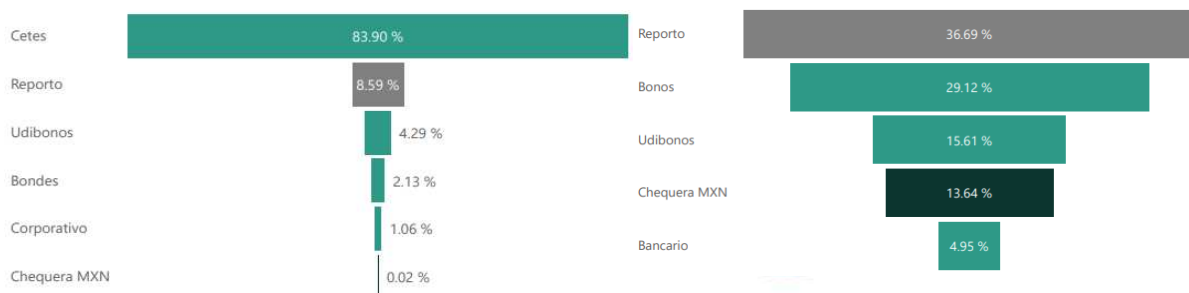 Cetes 83.90 %
Reporto 8.59 %
Udibonos 4.29 %
Bondes 2.13 %
Corporativo 1.06 %
Chequera MXN 0.02 %
Reporto 36.69 %
Bonos 29.12 %
Udibonos 15.61 %
Chequera MXN 13.64 %
Bancario 4.95 %